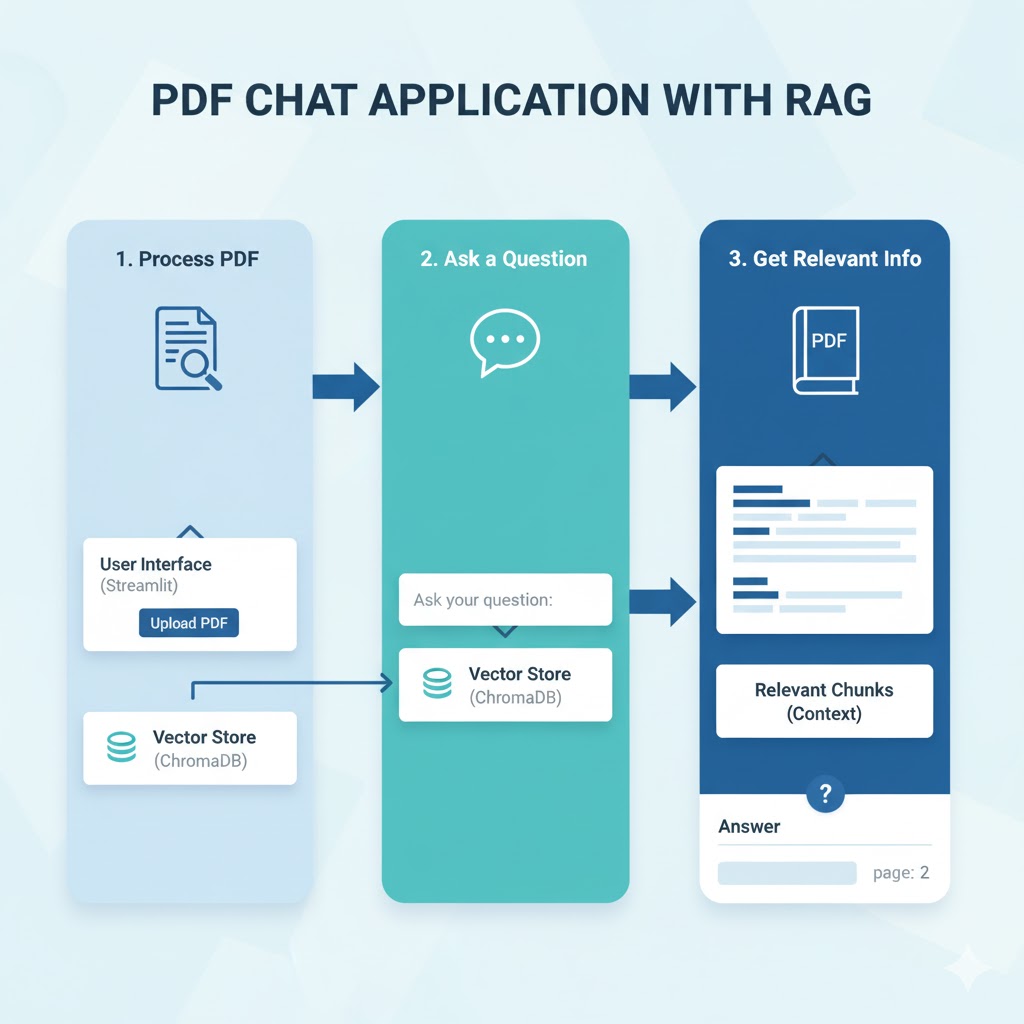 PDF CHAT APPLICATION WITH RAG
1. Process PDF
User Interface
(Streamlit)
Upload PDF
Vector Store
(ChromaDB)
2. Ask a Question
Ask your question:
Vector Store
(ChromaDB)
3. Get Relevant Info
PDF
Relevant Chunks
(Context)
?
Answer
page: 2